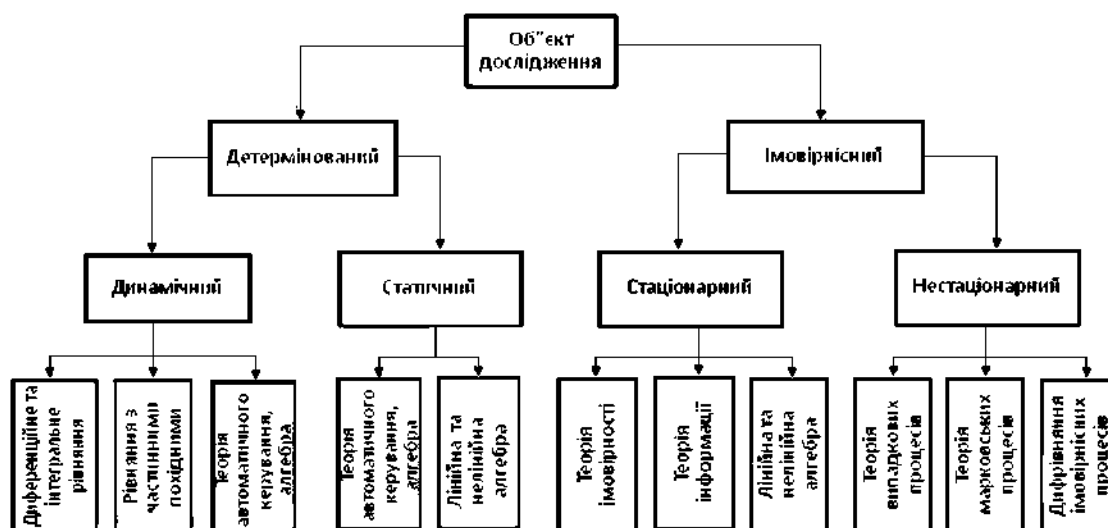 Об"єкт
дослідження
Детермінований
Імовірнісний
Динамічний
Статичний
Стаціонарний
Нестаціонарний
Диференційне та
інтегральне
рівняння
Рівняння з
частинними
похідними
Теорія
автоматичного
керування,
алгебра
Теорія
автоматичного
керування,
алгебра
Лінійна та
нелінійна
алгебра
Теорія
імовірності
Теорія
інформації
Лінійна та
нелінійна
алгебра
Теорія
випадкових
процесів
Теорія
марковських
процесів
Дифрівняння
імовірнісних
процесів